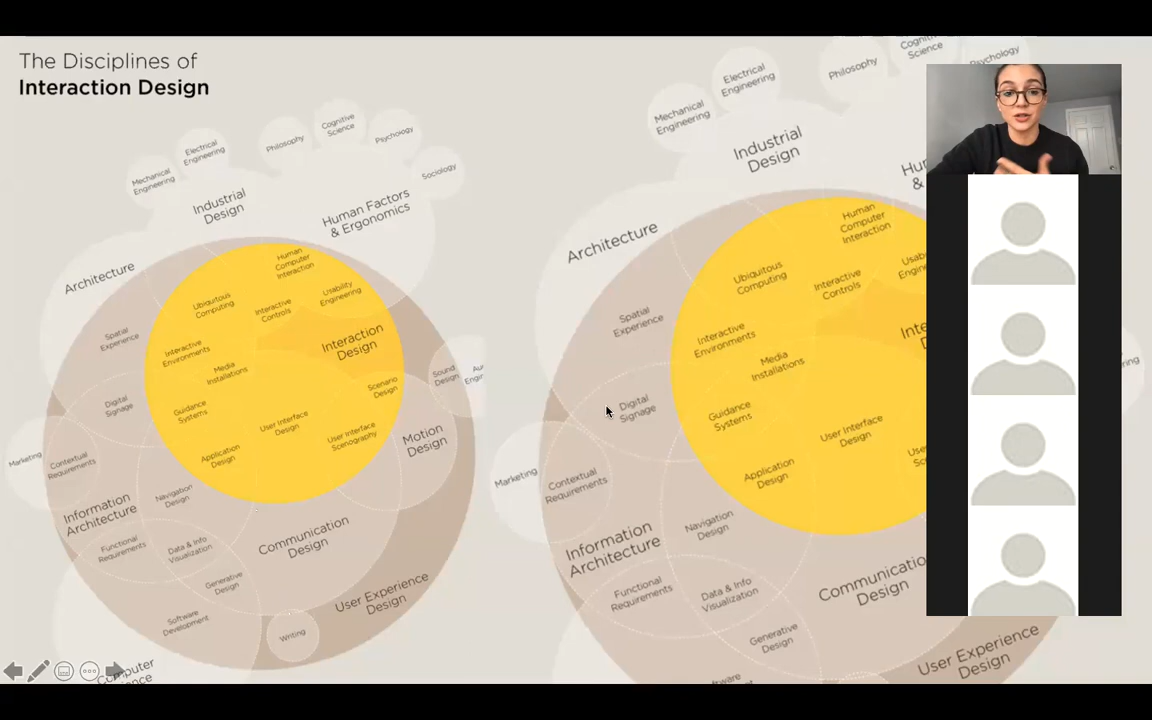 The Disciplines of
Interaction Design
Electrical
Engineering
Mechanical
Engineering
Philosophy
Cognitive
Science
Psychology
Sociology
Industrial
Design
Human Factors
& Ergonomics
Architecture
Human
Computer
Interaction
Ubiquitous
Computing
Interactive
Controls
Usability
Engineering
Spatial
Experience
Interactive
Environments
Media
Installations
Interaction
Design
Sound
Design
Scenario
Design
Digital
Signage
Guidance
Systems
User Interface
Design
User Interface
Scenography
Application
Design
Motion
Design
Marketing
Contextual
Requirements
Navigation
Design
Information
Architecture
Communication
Design
Functional
Requirements
Data & Info
Visualization
Generative
Design
User Experience
Design
Software
Development
Writing
Computer
Electrical
Engineering
Mechanical
Engineering
Philosophy
Science
Psychology
Industrial
Design
&
Architecture
Human
Computer
Interaction
Ubiquitous
Computing
Interactive
Controls
Spatial
Experience
Interactive
Environments
Media
Installations
Digital
Signage
Guidance
Systems
User Interface
Design
Application
Design
Marketing
Contextual
Requirements
Navigation
Design
Information
Architecture
Functional
Requirements
Data & Info
Visualization
Communicatio
Design
Generative
Design
User Experience
Design